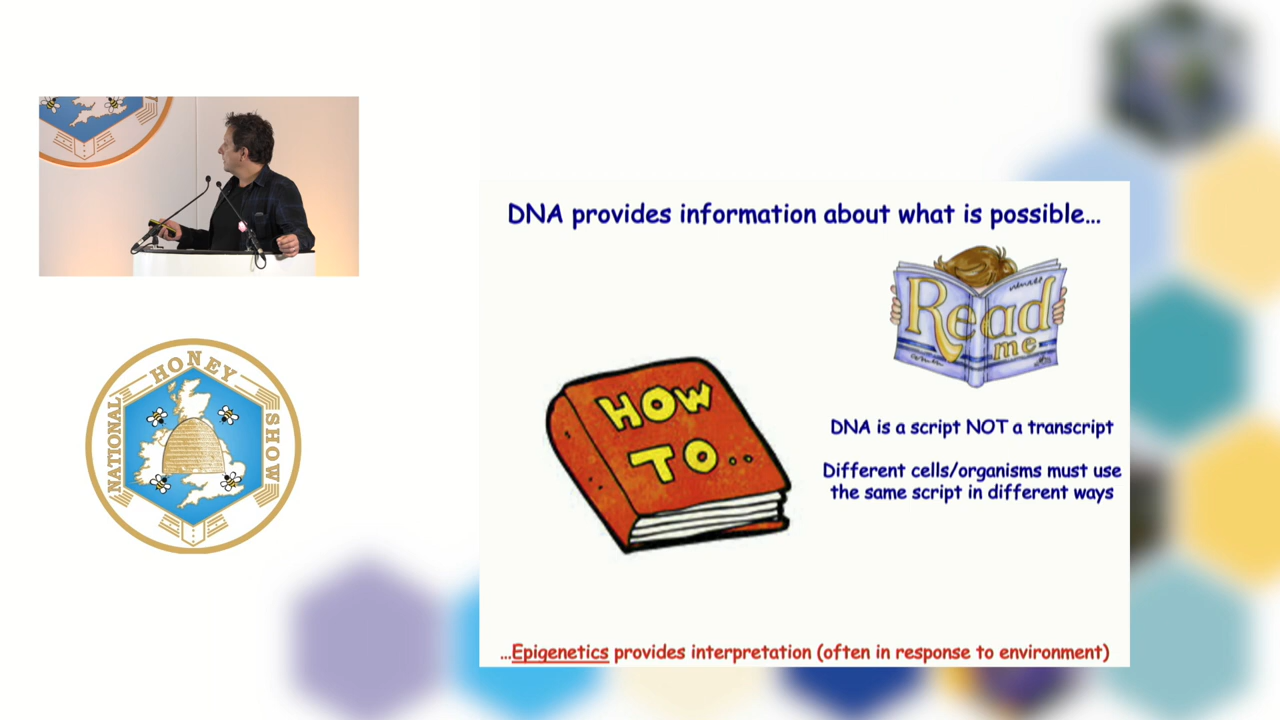 DNA provides information about what is possible...
Read
me
HOW
TO..
DNA is a script NOT a transcript
Different cells/organisms must use
the same script in different ways
...Epigenetics provides interpretation (often in response to environment)
NATIONAL HONEY SHOW